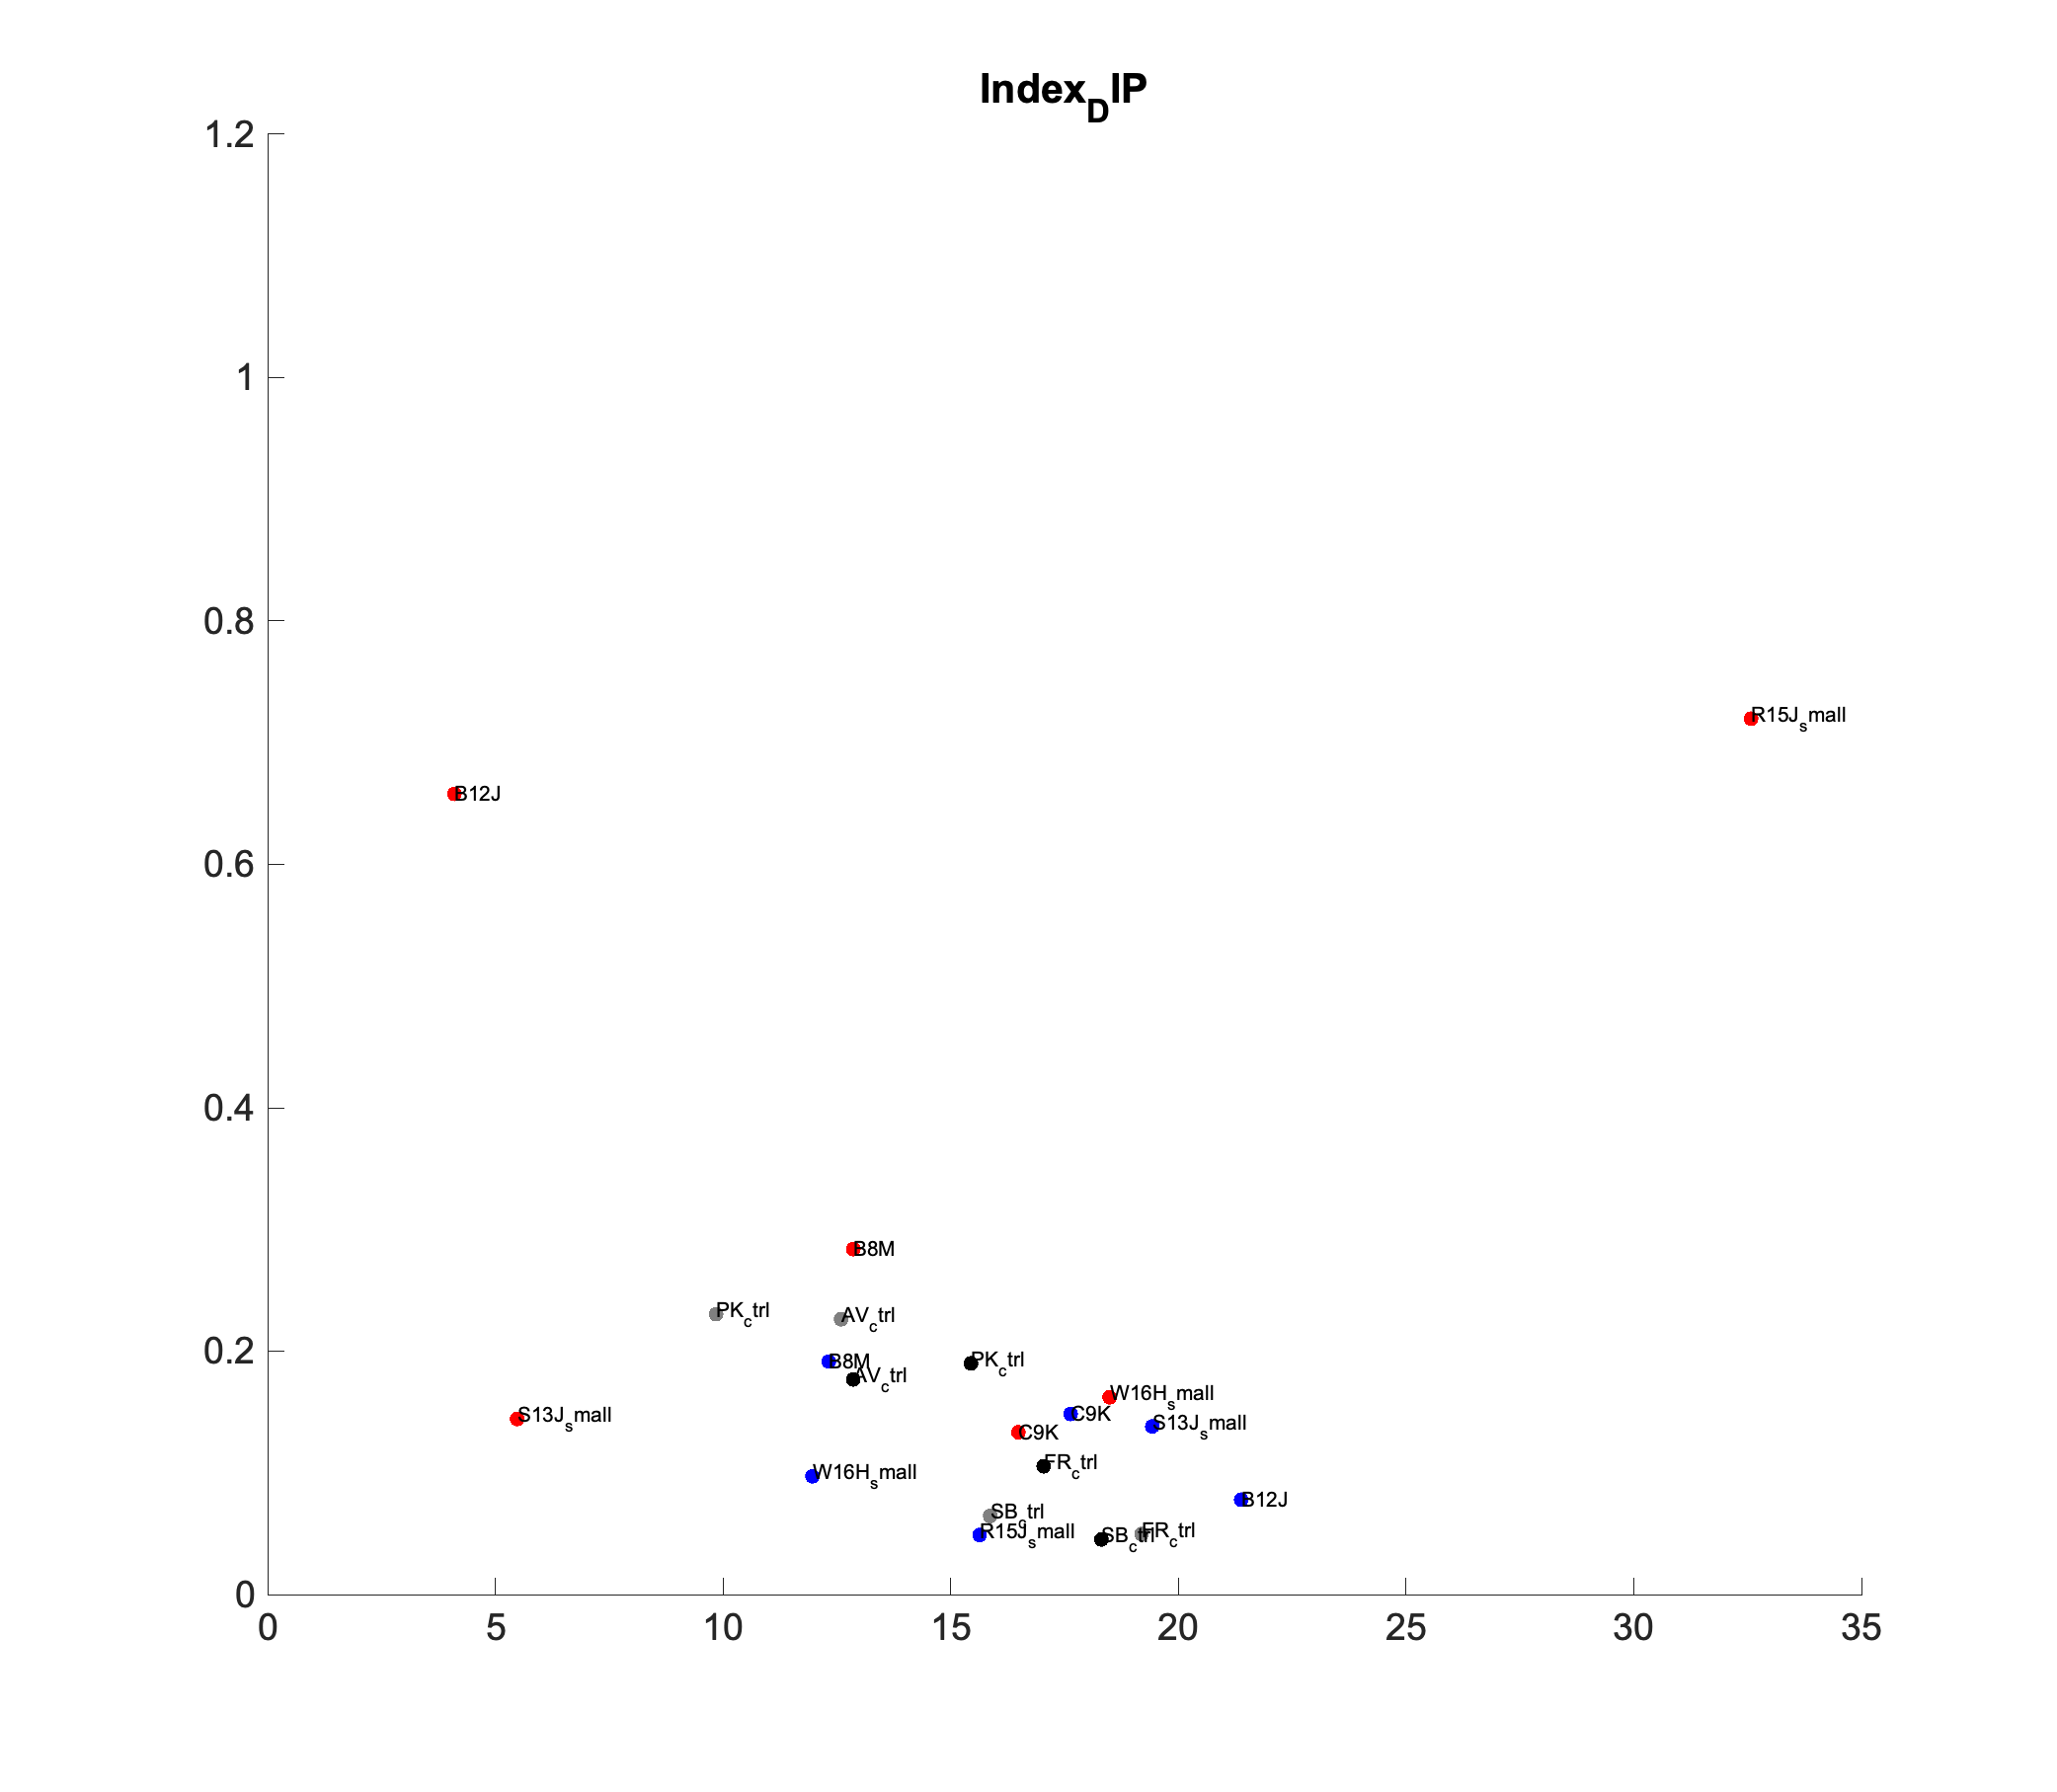 Index_DIP
1.2
1
0.8
0.6
0.4
0.2
0
R15J_small
B12J
B8M
PK_ctrl
AV_ctrl
B8M
PK_ctrl
AV_ctrl
W16H_small
S13J_small
C9K
S13J_small
C9K
FR_ctrl
W16H_small
B12J
SB_ctrl
R15J_small
SB_ctrl
FR_ctrl
0 5 10 15 20 25 30 35